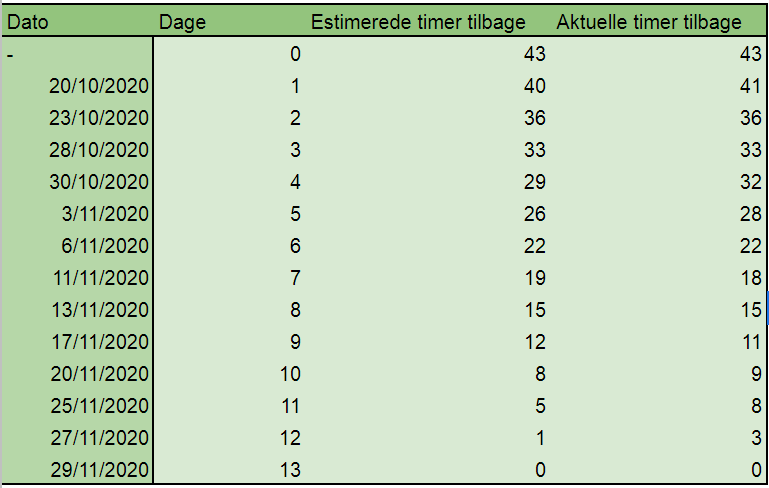 Dato Dage Estimerede timer tilbage Aktuelle timer tilbage
- 0 43 43
20/10/2020 1 40 41
23/10/2020 2 36 36
28/10/2020 3 33 33
30/10/2020 4 29 32
3/11/2020 5 26 28
6/11/2020 6 22 22
11/11/2020 7 19 18
13/11/2020 8 15 15
17/11/2020 9 12 11
20/11/2020 10 8 9
25/11/2020 11 5 8
27/11/2020 12 1 3
29/11/2020 13 0 0